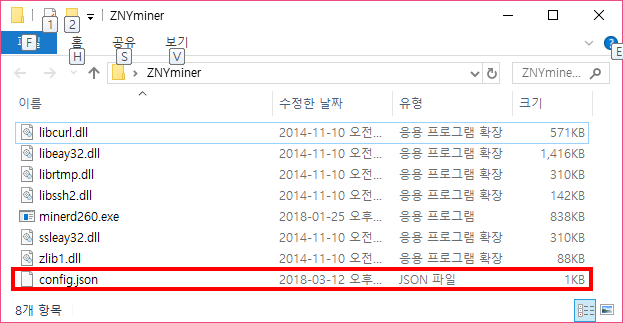 1 2 ZNYminer
파일 홈 공유 보기
F H S V E
ZNYminer ZNYmine...
이름 수정한 날짜 유형 크기
libcurl.dll 2014-11-10 오전... 응용 프로그램 확장 571KB
libeay32.dll 2014-11-10 오전... 응용 프로그램 확장 1,416KB
librtmp.dll 2014-11-10 오전... 응용 프로그램 확장 310KB
libssh2.dll 2014-11-10 오전... 응용 프로그램 확장 142KB
minerd260.exe 2018-01-25 오후... 응용 프로그램 838KB
ssleay32.dll 2014-11-10 오전... 응용 프로그램 확장 310KB
zlib1.dll 2014-11-10 오전... 응용 프로그램 확장 88KB
config.json 2018-03-12 오후... JSON 파일 1KB
8개 항목